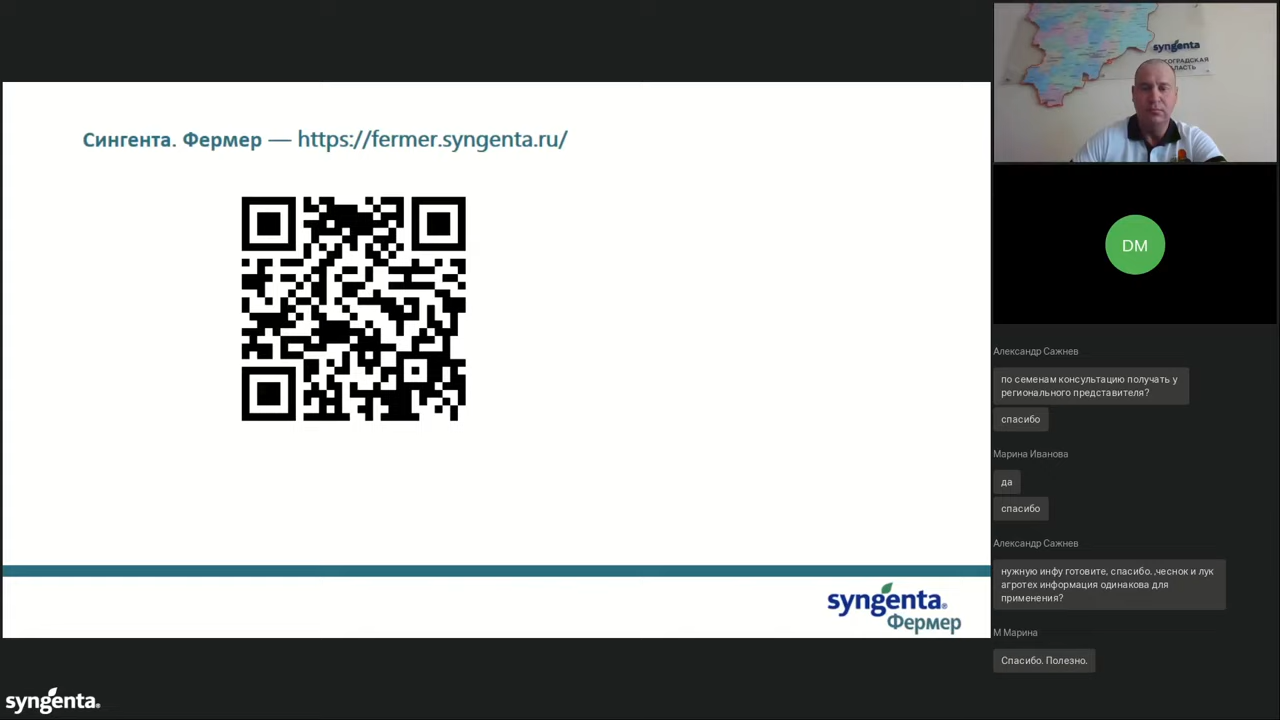 Сингента. Фермер — https://fermer.syngenta.ru/
syngenta®
Фермер
syngenta®
syngenta
ОБЛАСТЬ
DM
Александр Сажнев
по семенам консультацию получать у
регионального представителя?
спасибо
Марина Иванова
да
спасибо
Александр Сажнев
нужную инфу готовите, спасибо.,чеснок и лук
агротех информация одинакова для
применения?
М Марина
Спасибо. Полезно.